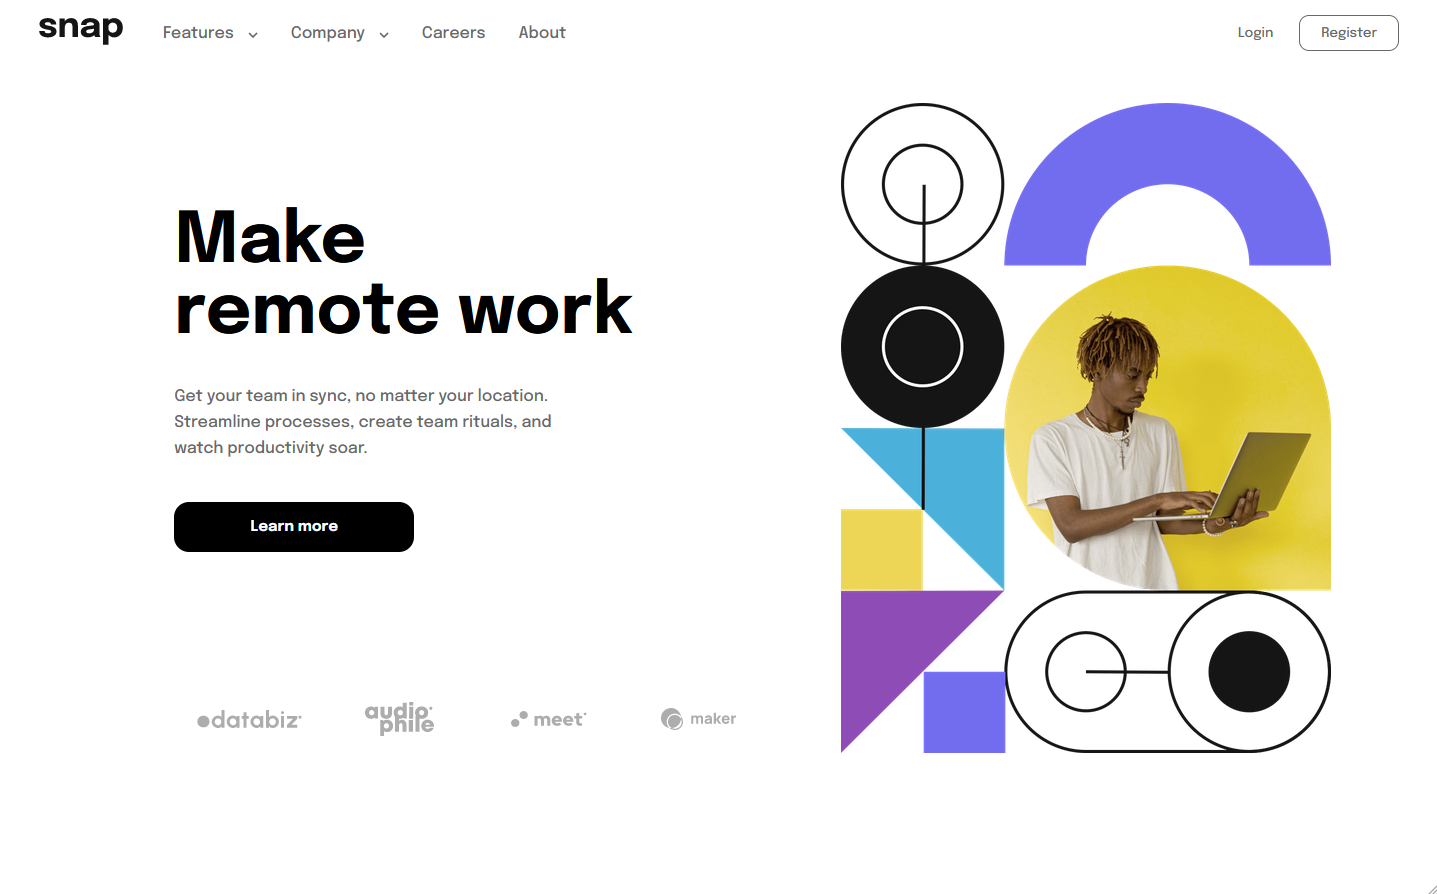 snap
Features
Company
Careers
About
Login
Register
Make
remote work
Get your team in sync, no matter your location.
Streamline processes, create team rituals, and
watch productivity soar.
Learn more
databiz
audio
phile
meet
maker